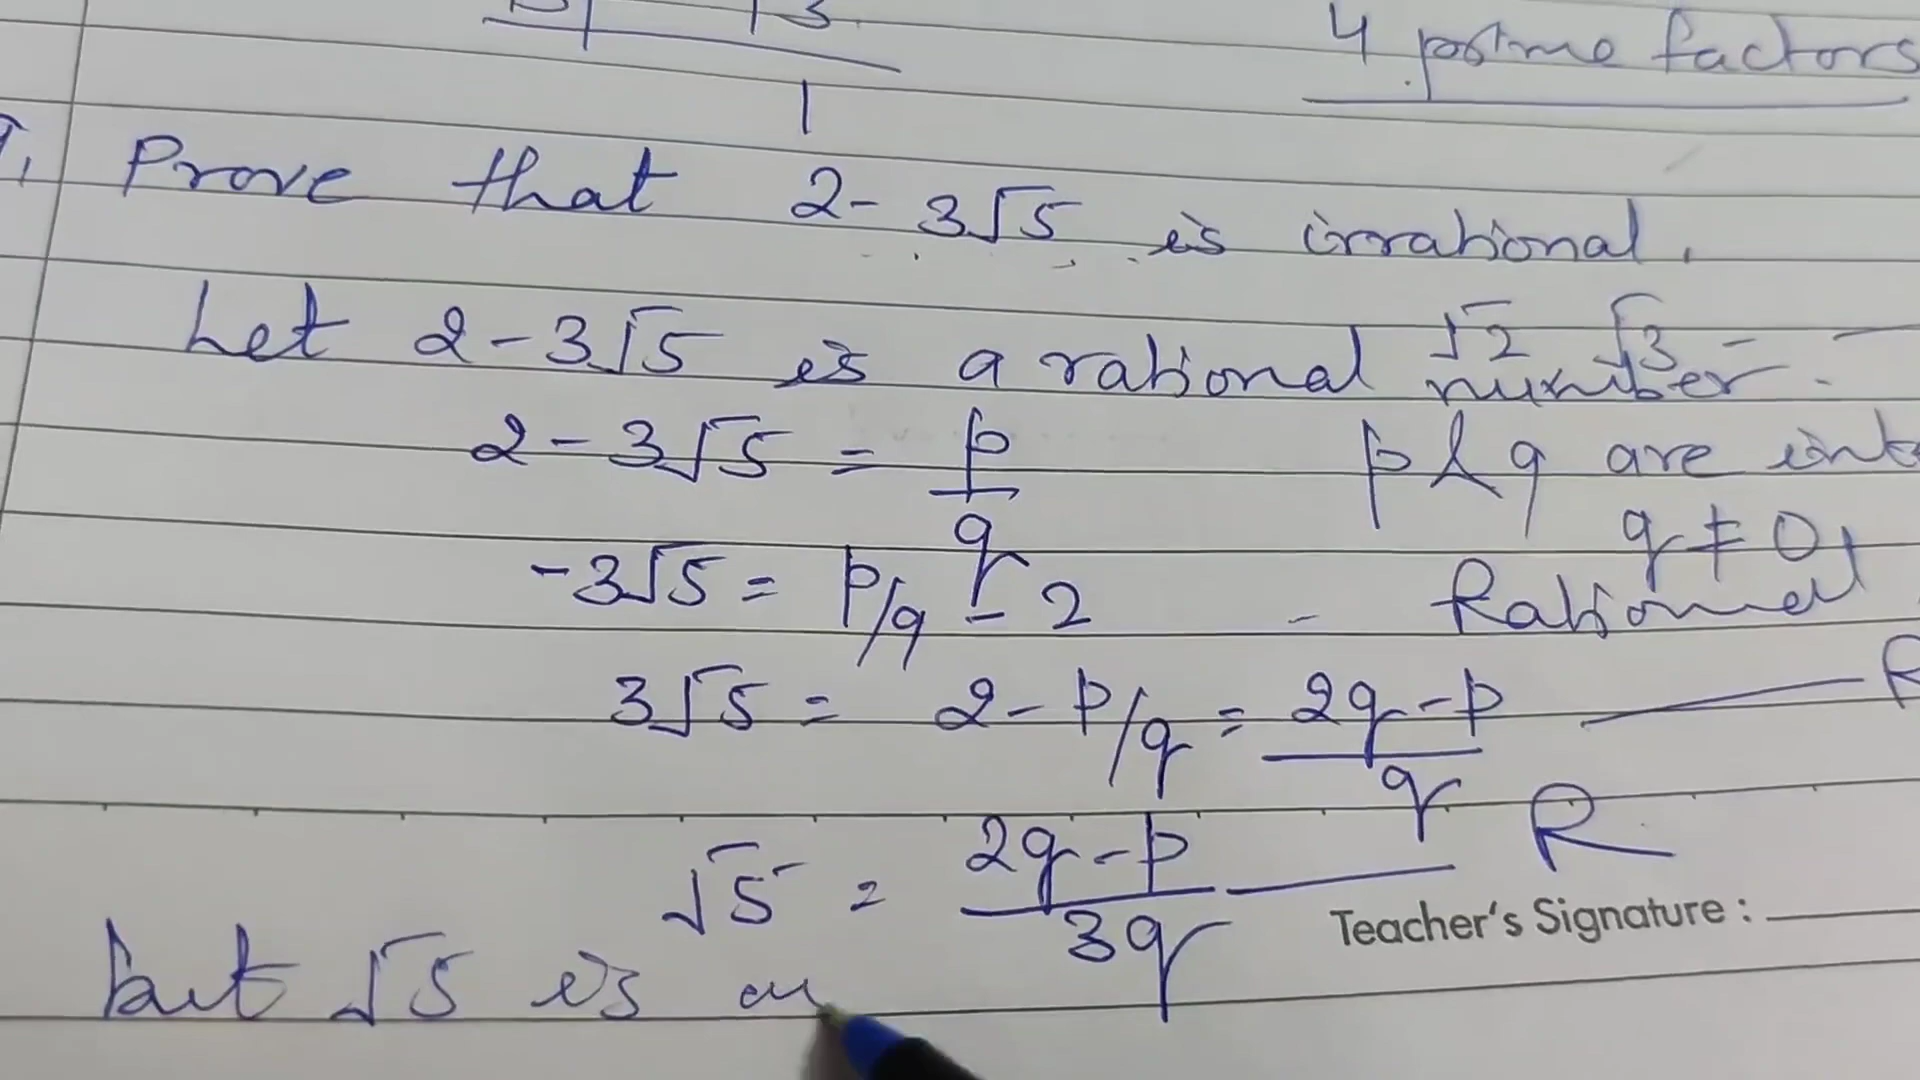 4 prime factors
1
Prove that 2-3√5 is irrational.
√2 √3 -
Let 2-3√5 is a rational number.
2-3√5 = p/q p & q are
q ≠ 0,
-3√5 = p/q - 2 - Rational
3√5 = 2 - p/q = (2q-p)/q — R
√5 = (2q-p)/3q — R
Teacher's Signature :
but √5 is